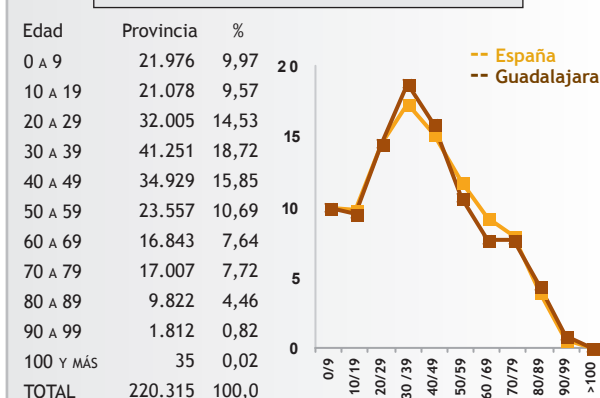 Edad Provincia %
0 A 9 21.976 9,97
10 A 19 21.078 9,57
20 A 29 32.005 14,53
30 A 39 41.251 18,72
40 A 49 34.929 15,85
50 A 59 23.557 10,69
60 A 69 16.843 7,64
70 A 79 17.007 7,72
80 A 89 9.822 4,46
90 A 99 1.812 0,82
100 Y MÁS 35 0,02
TOTAL 220.315 100,0
España
Guadalajara
20
15
10
5
0
0/9
10/19
20/29
30/39
40/49
50/59
60/69
70/79
80/89
90/99
>100